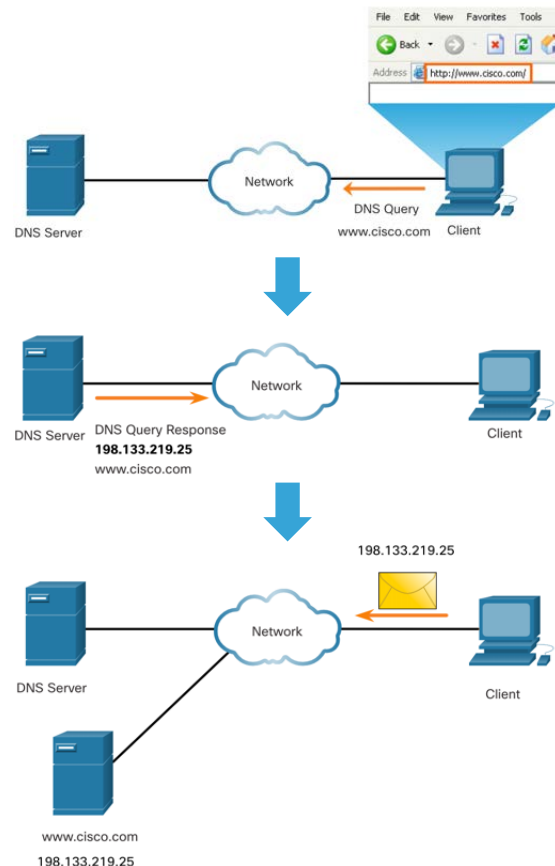 File Edit View Favorites Tools
Back
Address http://www.cisco.com/
Network
DNS Query
www.cisco.com
DNS Server
Client
Network
DNS Server
DNS Query Response
198.133.219.25
www.cisco.com
Client
198.133.219.25
Network
DNS Server
Client
www.cisco.com
198.133.219.25